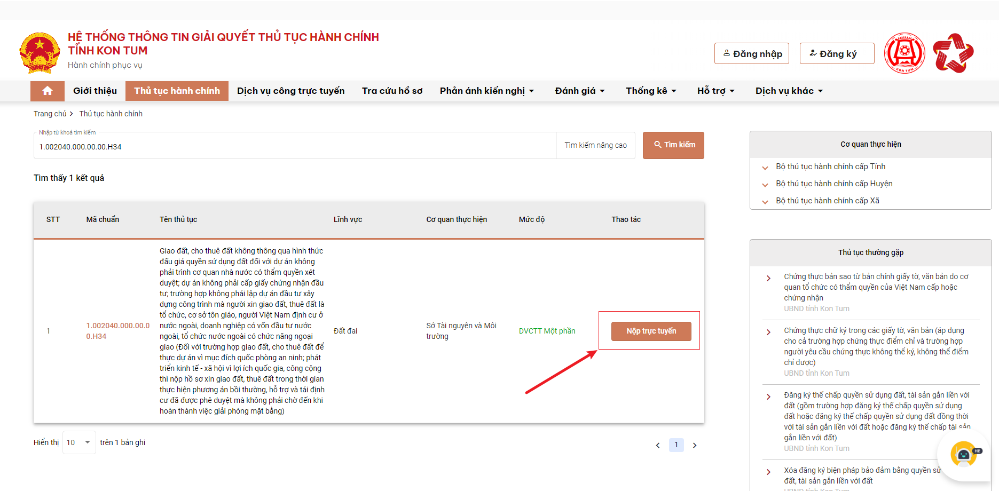 HỆ THỐNG THÔNG TIN GIẢI QUYẾT THỦ TỤC HÀNH CHÍNH
TỈNH KON TUM
Hành chính phục vụ
Đăng nhập
Đăng ký
KON TUM
Giới thiệu
Thủ tục hành chính
Dịch vụ công trực tuyến
Tra cứu hồ sơ
Phản ánh kiến nghị
Đánh giá
Thống kê
Hỗ trợ
Dịch vụ khác
Trang chủ
Thủ tục hành chính
Nhập từ khoá tìm kiếm
1.002040.000.00.00.H34
Tìm kiếm nâng cao
Tìm kiếm
Tìm thấy 1 kết quả
STT
Mã chuẩn
Tên thủ tục
Lĩnh vực
Cơ quan thực hiện
Mức độ
Thao tác
1
1.002040.000.00.0
0.H34
Giao đất, cho thuê đất không thông qua hình thức
đấu giá quyền sử dụng đất đối với dự án không
phải trình cơ quan nhà nước có thẩm quyền xét
duyệt; dự án không phải cấp giấy chứng nhận đầu
tư; trường hợp không phải lập dự án đầu tư xây
dựng công trình mà người xin giao đất, thuê đất là
tổ chức, cơ sở tôn giáo, người Việt Nam định cư ở
nước ngoài, doanh nghiệp có vốn đầu tư nước
ngoài, tổ chức nước ngoài có chức năng ngoại
giao (Đối với trường hợp giao đất, cho thuê đất để
thực dự án vì mục đích quốc phòng an ninh; phát
triển kinh tế - xã hội vì lợi ích quốc gia, công cộng
thì nộp hồ sơ xin giao đất, thuê đất trong thời gian
thực hiện phương án bồi thường, hỗ trợ và tái định
cư đã được phê duyệt mà không phải chờ đến khi
hoàn thành việc giải phóng mặt bằng)
Đất đai
Sở Tài nguyên và Môi
trường
DVCTT Một phần
Nộp trực tuyến
Hiển thị
10
trên 1 bản ghi
1
Cơ quan thực hiện
Bộ thủ tục hành chính cấp Tỉnh
Bộ thủ tục hành chính cấp Huyện
Bộ thủ tục hành chính cấp Xã
Thủ tục thường gặp
Chứng thực bản sao từ bản chính giấy tờ, văn bản do cơ
quan tổ chức có thẩm quyền của Việt Nam cấp hoặc
chứng nhận
UBND tỉnh Kon Tum
Chứng thực chữ ký trong các giấy tờ, văn bản (áp dụng
cho cả trường hợp chứng thực điểm chỉ và trường hợp
người yêu cầu chứng thực không thể ký, không thể điểm
chỉ được)
UBND tỉnh Kon Tum
Đăng ký thế chấp quyền sử dụng đất, tài sản gắn liền với
đất (gồm trường hợp đăng ký thế chấp quyền sử dụng
đất hoặc đăng ký thế chấp quyền sử dụng đất đồng thời
với tài sản gắn liền với đất hoặc đăng ký thế chấp tài sản
gắn liền với đất)
UBND tỉnh Kon Tum
HI!
Xóa đăng ký biện pháp bảo đảm bằng quyền sử
đất, tài sản gắn liền với đất
UBND tỉnh Kon Tum